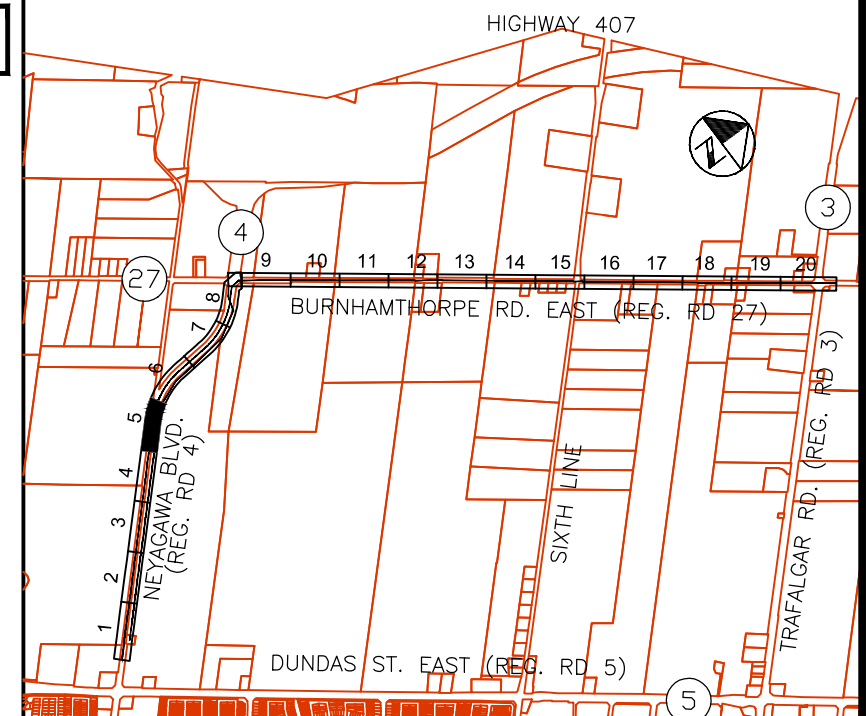 HIGHWAY 407
3
4
27
9 10 11 12 13 14 15 16 17 18 19 20
BURNHAMTHORPE RD. EAST (REG. RD 27)
8
7
6
5
4
3
2
1
NEYAGAWA BLVD.
(REG. RD 4)
SIXTH LINE
TRAFALGAR RD. (REG. RD 3)
DUNDAS ST. EAST (REG. RD 5)
5
N